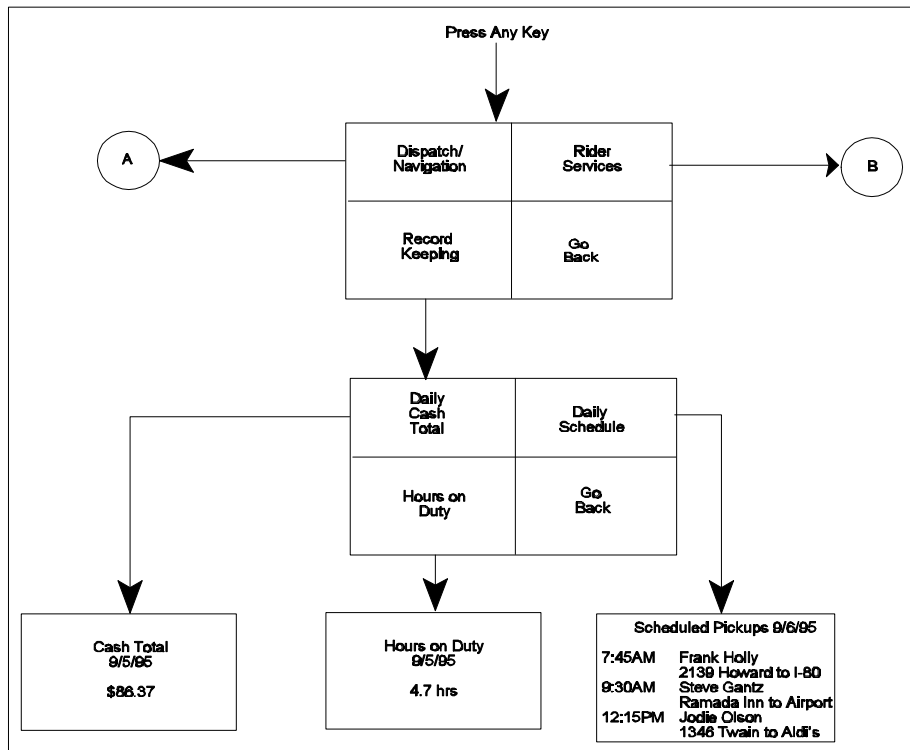 Press Any Key
A
Dispatch/
Navigation
Rider
Services
B
Record
Keeping
Go
Back
Daily
Cash
Total
Daily
Schedule
Hours on
Duty
Go
Back
Cash Total
9/5/95
$86.37
Hours on Duty
9/5/95
4.7 hrs
Scheduled Pickups 9/6/95
7:45AM Frank Holly
2139 Howard to I-80
9:30AM Steve Gantz
Ramada Inn to Airport
12:15PM Jodie Olson
1346 Twain to Aldi's